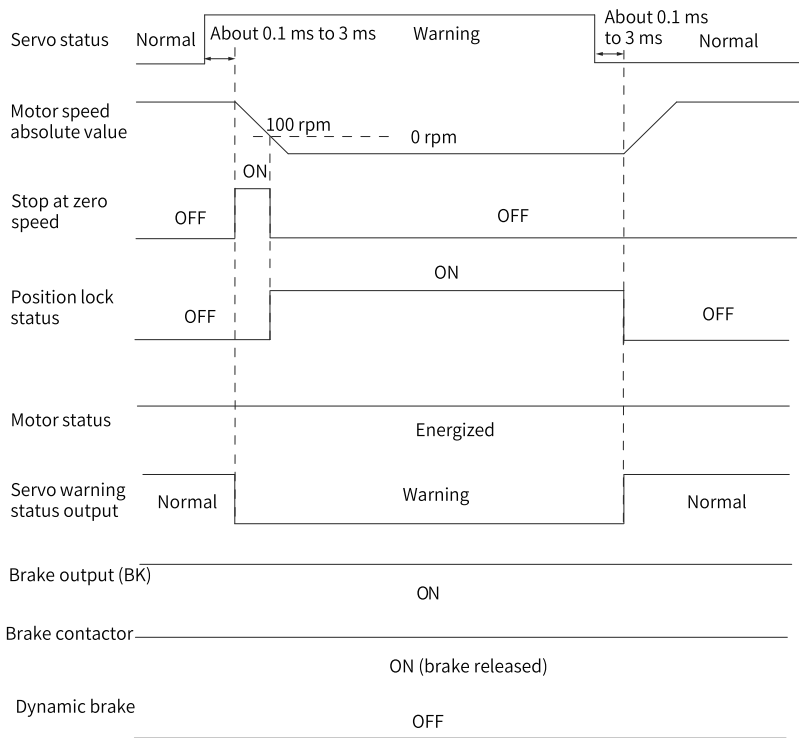 About 0.1 ms
Servo status
Normal
About 0.1 ms to 3 ms
Warning
to 3 ms
Normal
Motor speed
absolute value
100 rpm
0 rpm
ON
Stop at zero
speed
OFF
OFF
ON
Position lock
status
OFF
OFF
Motor status
Energized
Servo warning
status output
Normal
Warning
Normal
Brake output (BK)
ON
Brake contactor
ON (brake released)
Dynamic brake
OFF